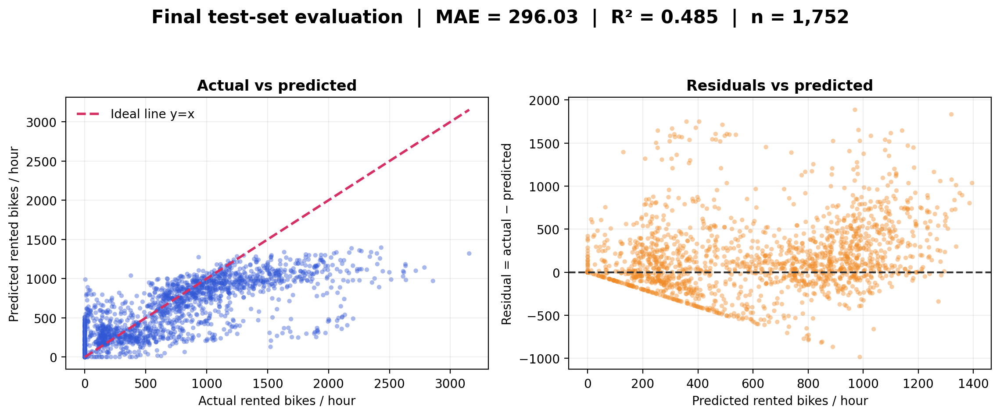 Final test-set evaluation | MAE = 296.03 | R² = 0.485 | n = 1,752
Actual vs predicted
Ideal line y=x
Predicted rented bikes / hour
3000
2500
2000
1500
1000
500
0
0 500 1000 1500 2000 2500 3000
Actual rented bikes / hour
Residuals vs predicted
Residual = actual − predicted
2000
1500
1000
500
0
−500
−1000
0 200 400 600 800 1000 1200 1400
Predicted rented bikes / hour